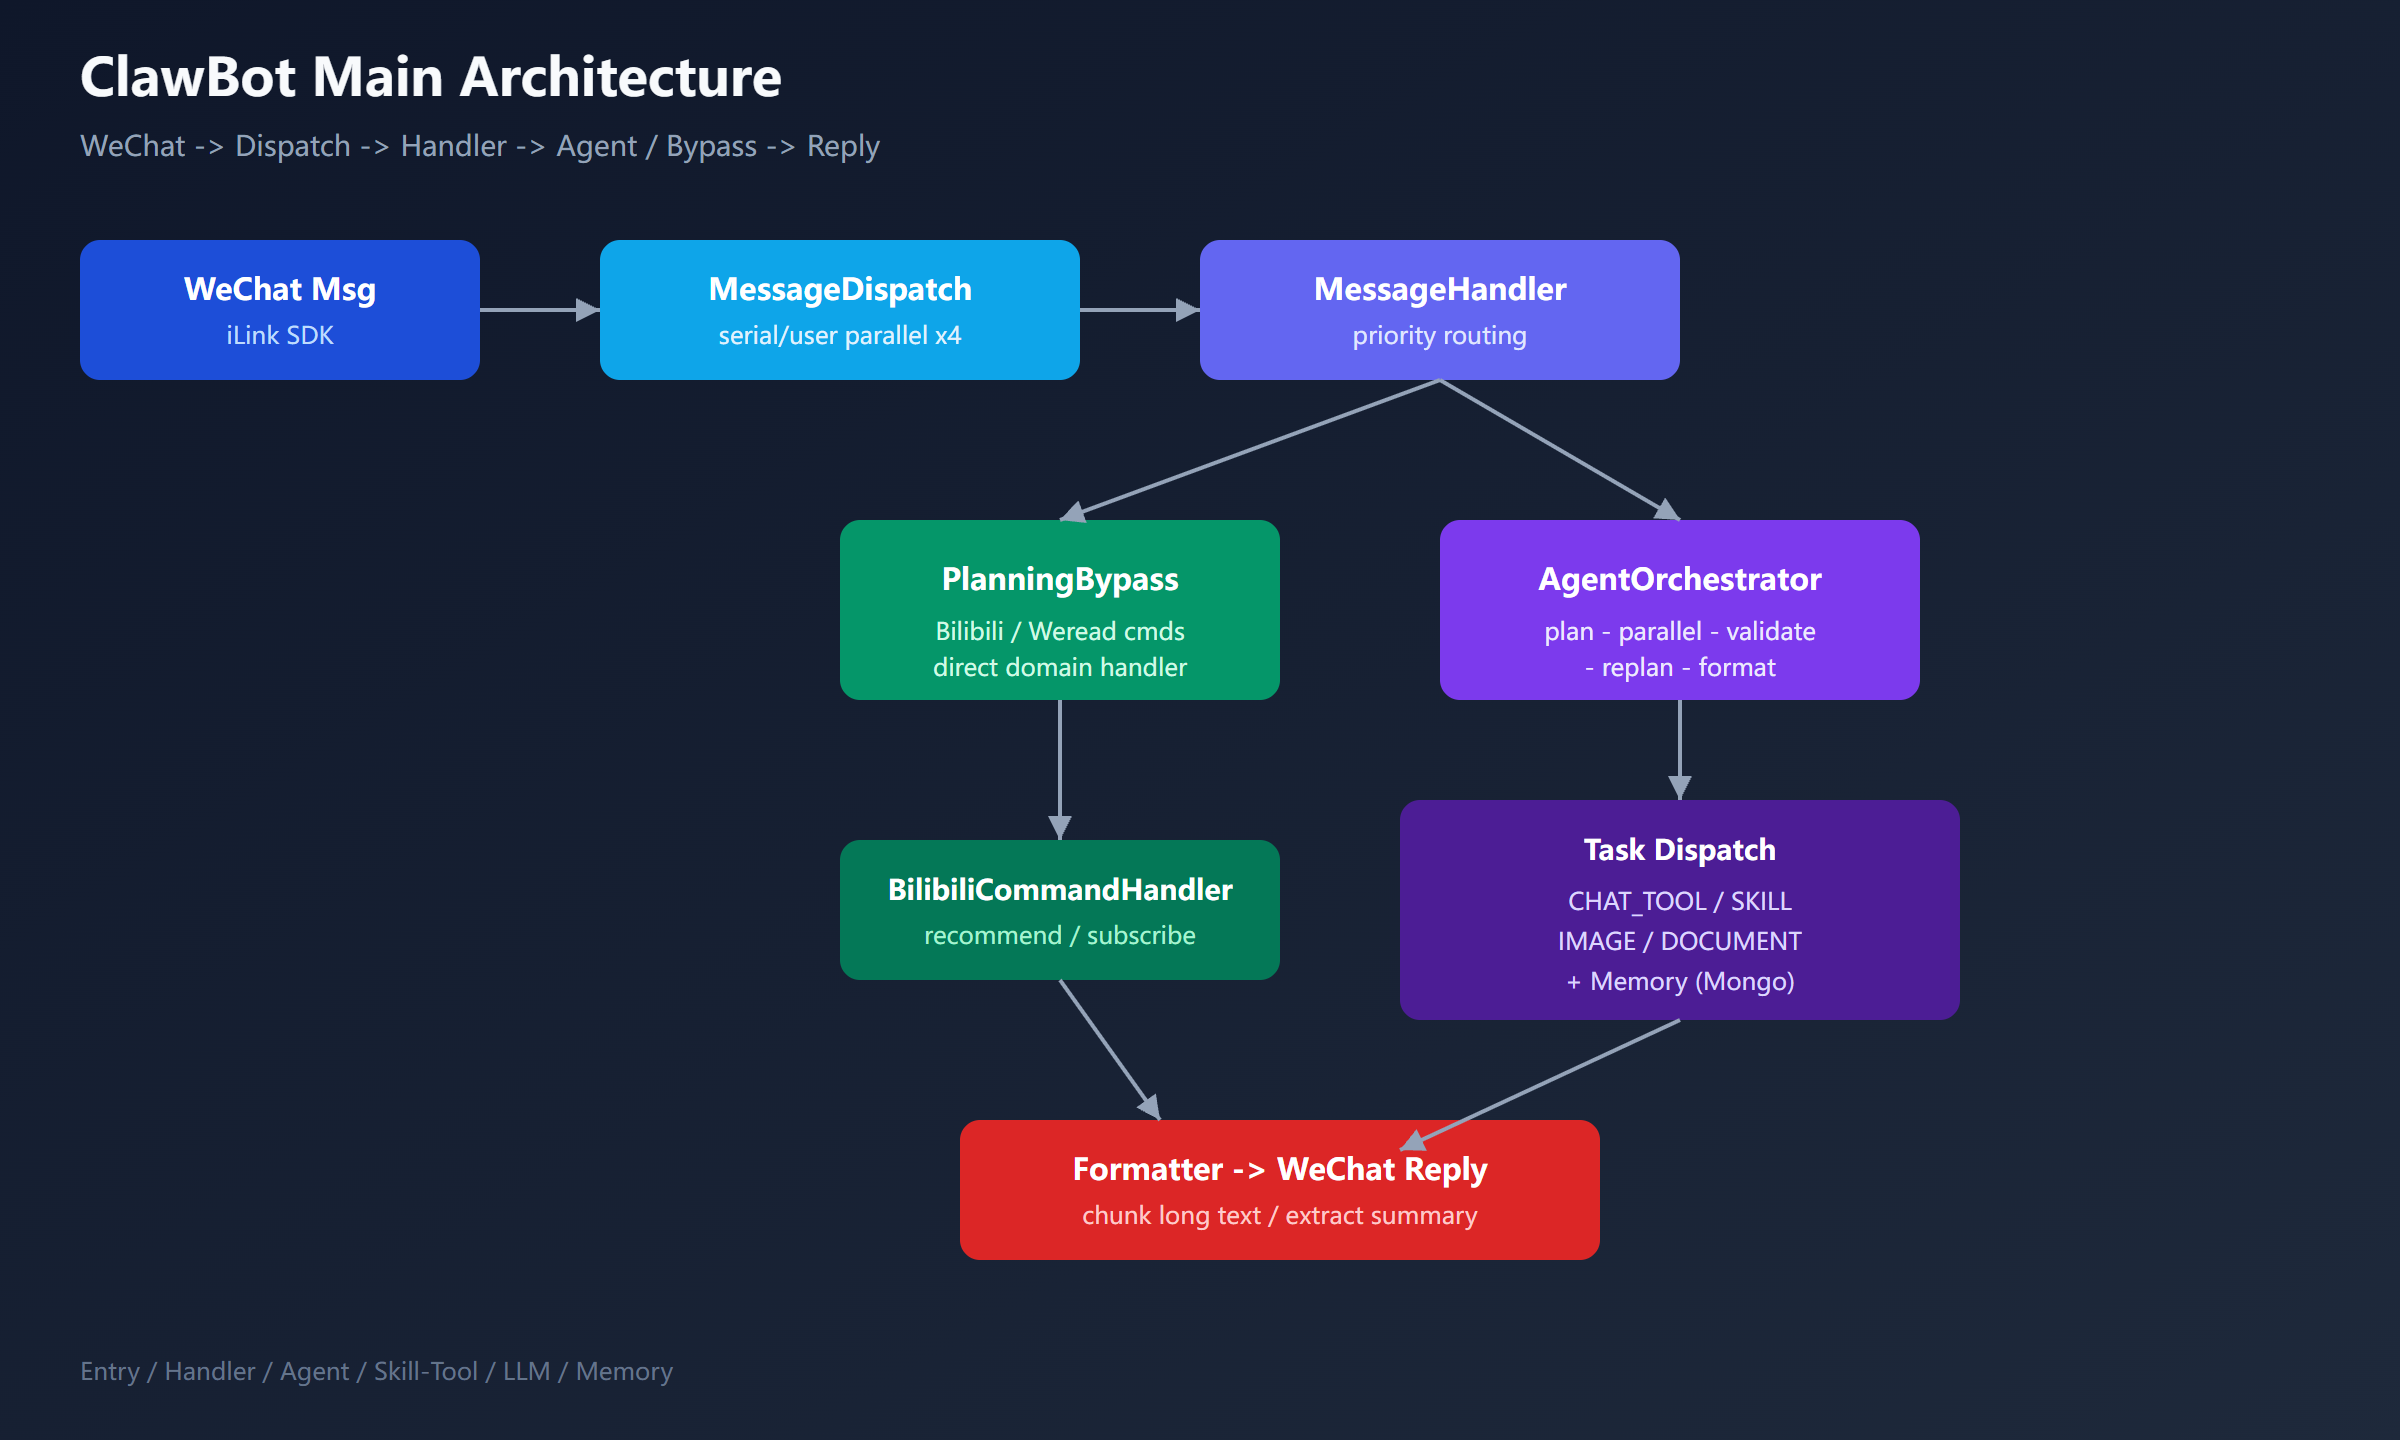 ClawBot Main Architecture
WeChat -> Dispatch -> Handler -> Agent / Bypass -> Reply
WeChat Msg
iLink SDK
MessageDispatch
serial/user parallel x4
MessageHandler
priority routing
PlanningBypass
Bilibili / Weread cmds
direct domain handler
AgentOrchestrator
plan - parallel - validate
- replan - format
BilibiliCommandHandler
recommend / subscribe
Task Dispatch
CHAT_TOOL / SKILL
IMAGE / DOCUMENT
+ Memory (Mongo)
Formatter -> WeChat Reply
chunk long text / extract summary
Entry / Handler / Agent / Skill-Tool / LLM / Memory